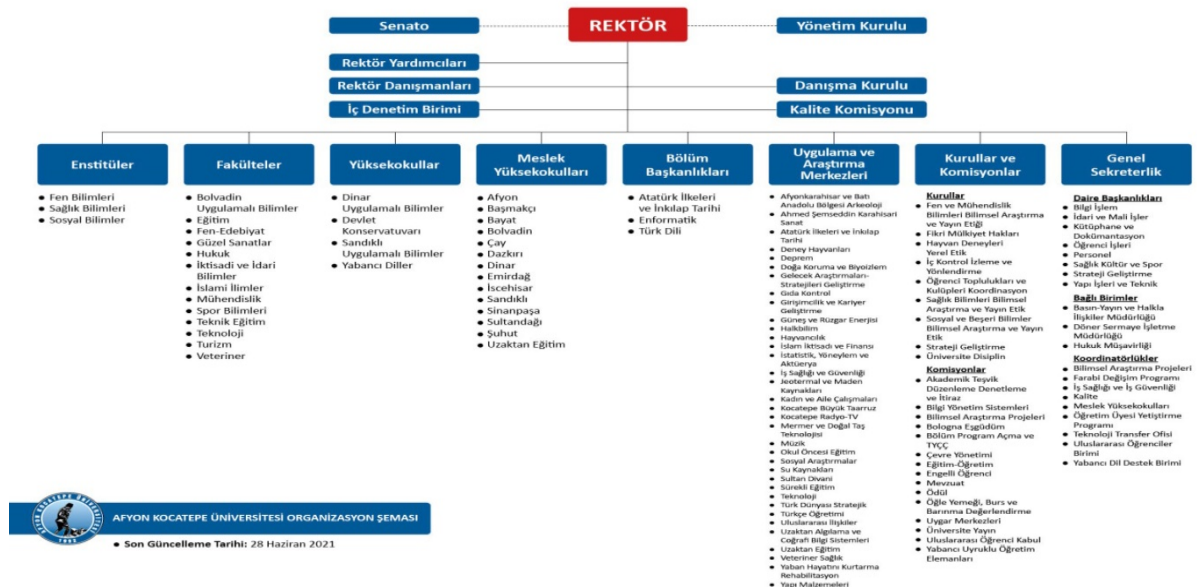 Senato
REKTÖR
Yönetim Kurulu
Rektör Yardımcıları
Rektör Danışmanları
Danışma Kurulu
İç Denetim Birimi
Kalite Komisyonu
Enstitüler
• Fen Bilimleri
• Sağlık Bilimleri
• Sosyal Bilimler
Fakülteler
• Bolvadin
Uygulamalı Bilimler
• Eğitim
• Fen-Edebiyat
• Güzel Sanatlar
• Hukuk
• İktisadi ve İdari
Bilimler
• İslami İlimler
• Mühendislik
• Spor Bilimleri
• Teknik Eğitim
• Teknoloji
• Turizm
• Veteriner
Yüksekokullar
• Dinar
Uygulamalı Bilimler
• Devlet
Konservatuvarı
• Sandıklı
Uygulamalı Bilimler
• Yabancı Diller
Meslek
Yüksekokulları
• Afyon
• Başmakçı
• Bayat
• Bolvadin
• Çay
• Dazkırı
• Dinar
• Emirdağ
• İscehisar
• Sandıklı
• Sinanpaşa
• Sultandağı
• Şuhut
• Uzaktan Eğitim
Bölüm
Başkanlıkları
• Atatürk İlkeleri
ve İnkılap Tarihi
• Enformatik
• Türk Dili
Uygulama ve
Araştırma
Merkezleri
• Afyonkarahisar ve Batı
Anadolu Bölgesi Arkeoloji
• Ahmed Şemseddin Karahisari
Sanat
• Atatürk İlkeleri ve İnkılap
Tarihi
• Deney Hayvanları
• Deprem
• Doğa Koruma ve Biyoizlem
• Gelecek Araştırmaları-
Stratejileri Geliştirme
• Gıda Kontrol
• Girişimcilik ve Kariyer
Geliştirme
• Güneş ve Rüzgar Enerjisi
• Halkbilim
• Hayvancılık
• İslam İktisadı ve Finansı
• İstatistik, Yöneylem ve
Aktüerya
• İş Sağlığı ve Güvenliği
• Jeotermal ve Maden
Kaynakları
• Kadın ve Aile Çalışmaları
• Kocatepe Büyük Taarruz
• Kocatepe Radyo-TV
• Mermer ve Doğal Taş
Teknolojisi
• Müzik
• Okul Öncesi Eğitim
• Sosyal Araştırmalar
• Su Kaynakları
• Sultan Divani
• Sürekli Eğitim
• Teknoloji
• Türk Dünyası Stratejik
• Türkçe Öğretimi
• Uluslararası İlişkiler
• Uzaktan Algılama ve
Coğrafi Bilgi Sistemleri
• Uzaktan Eğitim
• Veteriner Sağlık
• Yaban Hayatını Kurtarma
Rehabilitasyon
• Yapı Malzemeleri
Kurullar ve
Komisyonlar
Kurullar
• Fen ve Mühendislik
Bilimleri Bilimsel Araştırma
ve Yayın Etiği
• Fikri Mülkiyet Hakları
• Hayvan Deneyleri
Yerel Etik
• İç Kontrol İzleme ve
Yönlendirme
• Öğrenci Toplulukları ve
Kulüpleri Koordinasyon
• Sağlık Bilimleri Bilimsel
Araştırma ve Yayın Etik
• Sosyal ve Beşeri Bilimler
Bilimsel Araştırma ve Yayın
Etik
• Strateji Geliştirme
• Üniversite Disiplin
Komisyonlar
• Akademik Teşvik
Düzenleme Denetleme
ve İtiraz
• Bilgi Yönetim Sistemleri
• Bilimsel Araştırma Projeleri
• Bologna Eşgüdüm
• Bölüm Program Açma ve
TYÇÇ
• Çevre Yönetimi
• Eğitim-Öğretim
• Engelli Öğrenci
• Mevzuat
• Ödül
• Öğle Yemeği, Burs ve
Barınma Değerlendirme
• Uygar Merkezleri
• Üniversite Yayın
• Uluslararası Öğrenci Kabul
• Yabancı Uyruklu Öğretim
Elemanları
Genel
Sekreterlik
Daire Başkanlıkları
• Bilgi İşlem
• İdari ve Mali İşler
• Kütüphane ve
Dokümantasyon
• Öğrenci İşleri
• Personel
• Sağlık Kültür ve Spor
• Strateji Geliştirme
• Yapı İşleri ve Teknik
Bağlı Birimler
• Basın-Yayın ve Halkla
İlişkiler Müdürlüğü
• Döner Sermaye İşletme
Müdürlüğü
• Hukuk Müşavirliği
Koordinatörlükler
• Bilimsel Araştırma Projeleri
• Farabi Değişim Programı
• İş Sağlığı ve İş Güvenliği
• Kalite
• Meslek Yüksekokulları
• Öğretim Üyesi Yetiştirme
Programı
• Teknoloji Transfer Ofisi
• Uluslararası Öğrenciler
Birimi
• Yabancı Dil Destek Birimi
AFYON KOCATEPE ÜNİVERSİTESİ
1992
AFYON KOCATEPE ÜNİVERSİTESİ ORGANİZASYON ŞEMASI
• Son Güncelleme Tarihi: 28 Haziran 2021